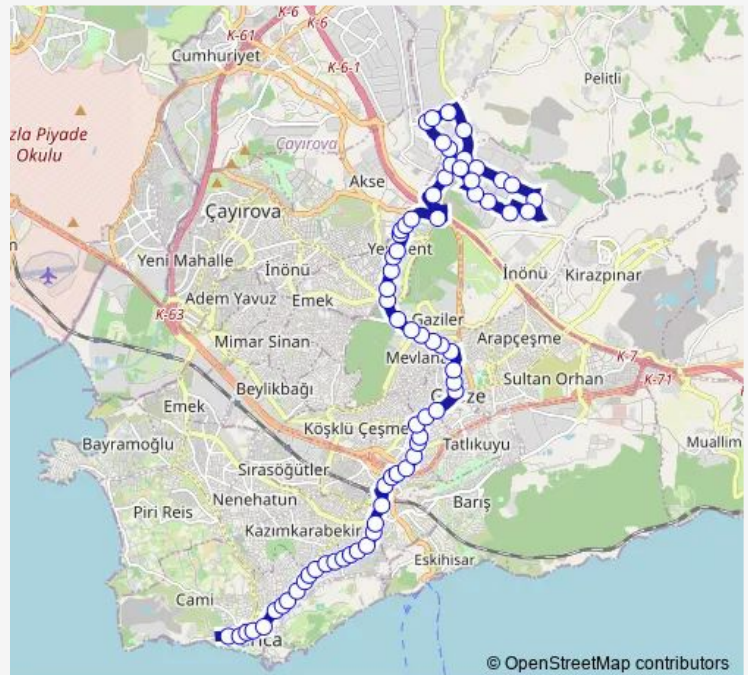 K-6
K-61
K-6
Cumhuriyet
K-6-1
Pelitli
zla Piyade
Okulu
Çayırova
Akse
Çayırova
Yeni Mahalle
İnönü
İnönü
Kirazpınar
Adem Yavuz
Emek
K-63
Gaziler
Mimar Sinan
Arapçeşme
Mevlana
K-7
K-71
Sultan Orhan
Beylikbağı
Emek
Köşklü Çeşme
Bayramoğlu
Tatlıkuyu
Muallim
Sırasöğütler
Nenehatun
Barış
Piri Reis
Kazımkarabekir
Eskihisar
Cami
© OpenStreetMap contributors